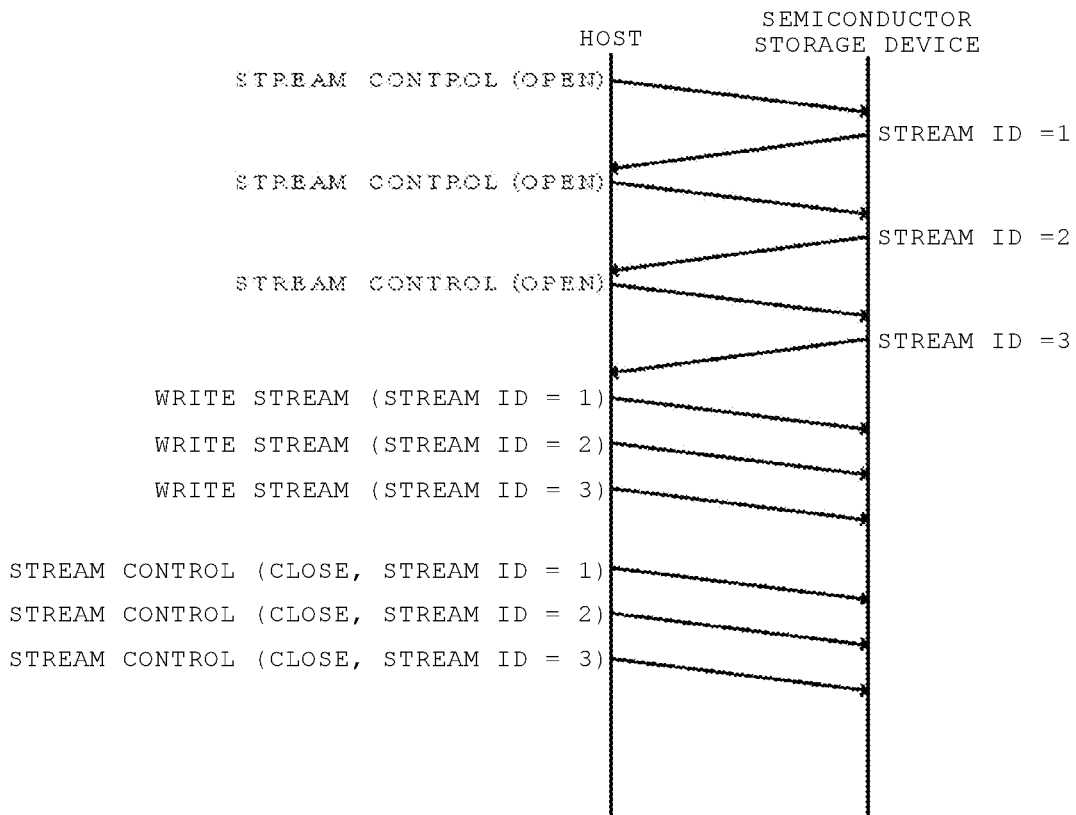 HOST
SEMICONDUCTOR
STORAGE DEVICE
STREAM CONTROL (OPEN)
STREAM ID =1
STREAM CONTROL (OPEN)
STREAM ID =2
STREAM CONTROL (OPEN)
STREAM ID =3
WRITE STREAM (STREAM ID = 1)
WRITE STREAM (STREAM ID = 2)
WRITE STREAM (STREAM ID = 3)
STREAM CONTROL (CLOSE, STREAM ID = 1)
STREAM CONTROL (CLOSE, STREAM ID = 2)
STREAM CONTROL (CLOSE, STREAM ID = 3)